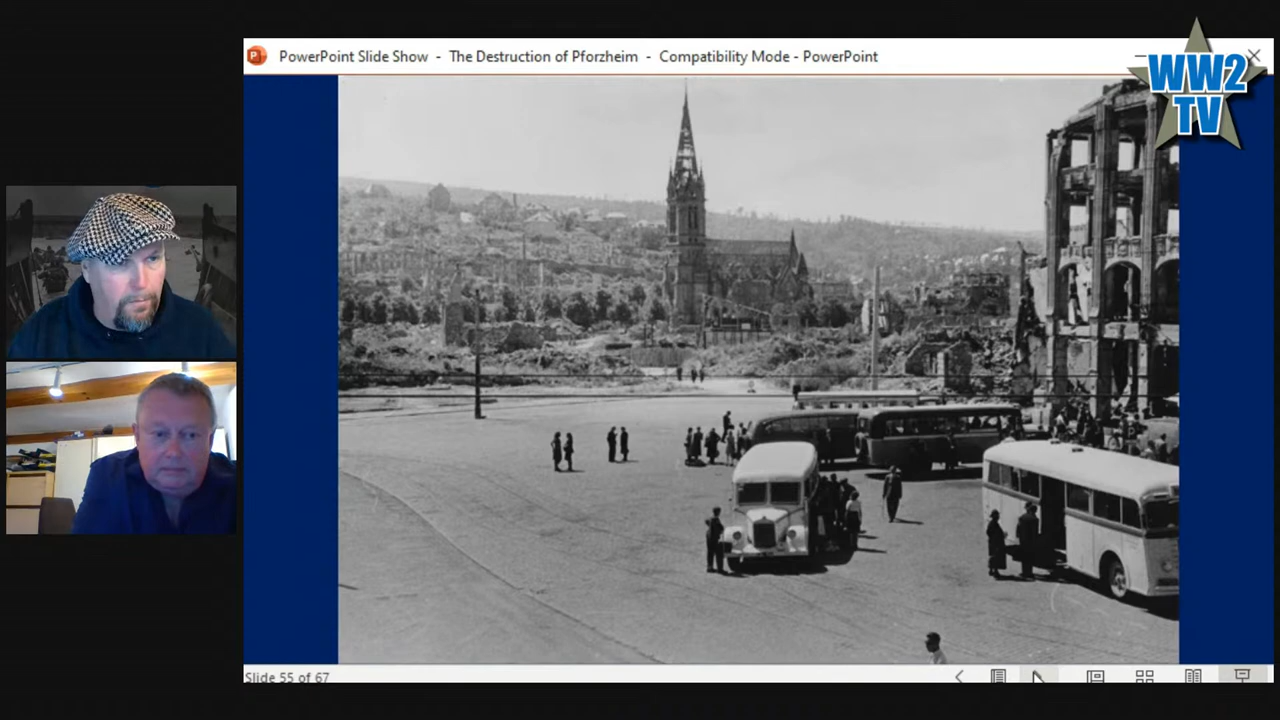 PowerPoint Slide Show - The Destruction of Pforzheim - Compatibility Mode - PowerPoint
WW2
TV
Slide 55 of 67